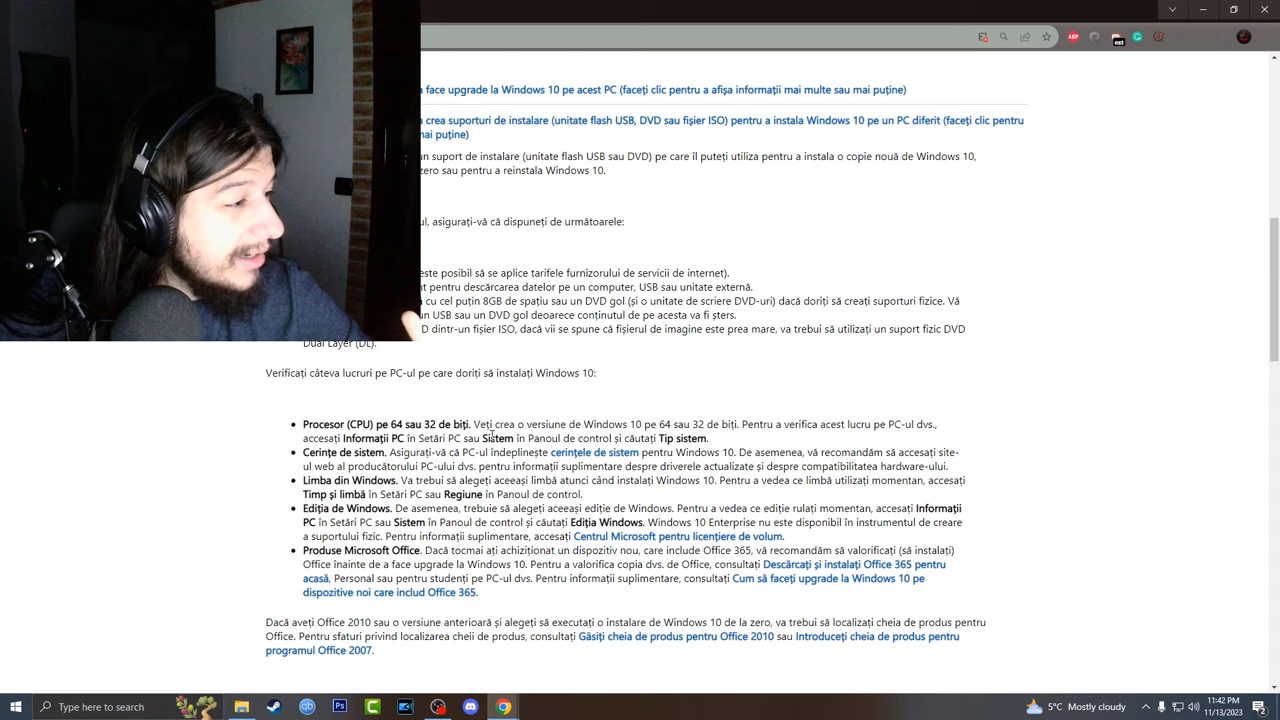 face upgrade la Windows 10 pe acest PC (faceți clic pentru a afișa informații mai multe sau mai puține)
crea suporturi de instalare (unitate flash USB, DVD sau fișier ISO) pentru a instala Windows 10 pe un PC diferit (faceți clic pentru
mai puține)
un suport de instalare (unitate flash USB sau DVD) pe care îl puteți utiliza pentru a instala o copie nouă de Windows 10,
zero sau pentru a reinstala Windows 10.
ul, asigurați-vă că dispuneți de următoarele:
este posibil să se aplice tarifele furnizorului de servicii de internet).
nt pentru descărcarea datelor pe un computer, USB sau unitate externă.
cu cel puțin 8GB de spațiu sau un DVD gol (și o unitate de scriere DVD-uri) dacă doriți să creați suporturi fizice. Vă
un USB sau un DVD gol deoarece conținutul de pe acesta va fi șters.
D dintr-un fișier ISO, dacă vii se spune că fișierul de imagine este prea mare, va trebui să utilizați un suport fizic DVD
Dual Layer (DL).
Verificați câteva lucruri pe PC-ul pe care doriți să instalați Windows 10:
• Procesor (CPU) pe 64 sau 32 de biți. Veți crea o versiune de Windows 10 pe 64 sau 32 de biți. Pentru a verifica acest lucru pe PC-ul dvs.,
accesați Informații PC în Setări PC sau Sistem în Panoul de control și căutați Tip sistem.
• Cerințe de sistem. Asigurați-vă că PC-ul îndeplinește cerințele de sistem pentru Windows 10. De asemenea, vă recomandăm să accesați site-
ul web al producătorului PC-ului dvs. pentru informații suplimentare despre driverele actualizate și despre compatibilitatea hardware-ului.
• Limba din Windows. Va trebui să alegeți aceeași limbă atunci când instalați Windows 10. Pentru a vedea ce limbă utilizați momentan, accesați
Timp și limbă în Setări PC sau Regiune în Panoul de control.
• Ediția de Windows. De asemenea, trebuie să alegeți aceeași ediție de Windows. Pentru a vedea ce ediție rulați momentan, accesați Informații
PC în Setări PC sau Sistem în Panoul de control și căutați Ediția Windows. Windows 10 Enterprise nu este disponibil în instrumentul de creare
a suportului fizic. Pentru informații suplimentare, accesați Centrul Microsoft pentru licențiere de volum.
• Produse Microsoft Office. Dacă tocmai ați achiziționat un dispozitiv nou, care include Office 365, vă recomandăm să valorificați (să instalați)
Office înainte de a face upgrade la Windows 10. Pentru a valorifica copia dvs. de Office, consultați Descărcați și instalați Office 365 pentru
acasă, Personal sau pentru studenți pe PC-ul dvs. Pentru informații suplimentare, consultați Cum să faceți upgrade la Windows 10 pe
dispozitive noi care includ Office 365.
Dacă aveți Office 2010 sau o versiune anterioară și alegeți să executați o instalare de Windows 10 de la zero, va trebui să localizați cheia de produs pentru
Office. Pentru sfaturi privind localizarea cheii de produs, consultați Găsiți cheia de produs pentru Office 2010 sau Introduceți cheia de produs pentru
programul Office 2007.
ABP
ext
Type here to search
Ps
5°C Mostly cloudy
11:42 PM
11/13/2023
2